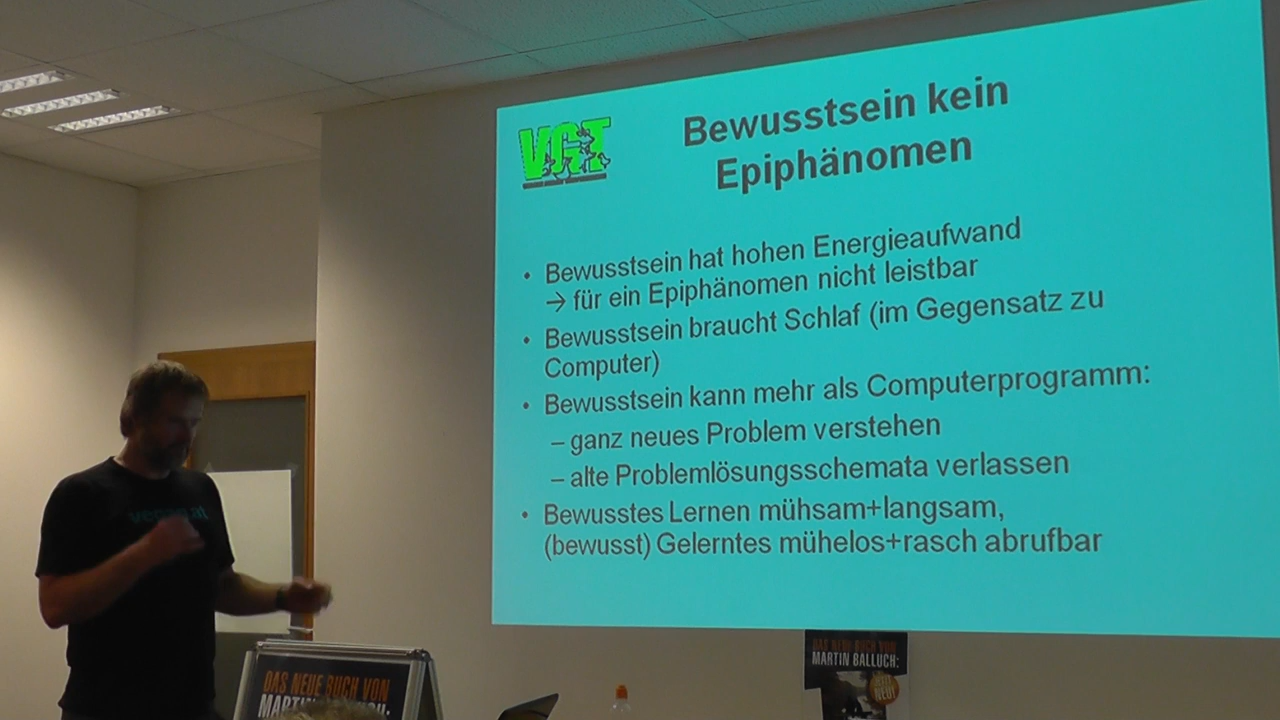 VGT
Bewusstsein kein
Epiphänomen
• Bewusstsein hat hohen Energieaufwand
→ für ein Epiphänomen nicht leistbar
• Bewusstsein braucht Schlaf (im Gegensatz zu
Computer)
• Bewusstsein kann mehr als Computerprogramm:
– ganz neues Problem verstehen
– alte Problemlösungsschemata verlassen
• Bewusstes Lernen mühsam+langsam,
(bewusst) Gelerntes mühelos+rasch abrufbar
DAS NEUE BUCH VON
MARTIN BALLUCH:
DAS NEUE BUCH VON